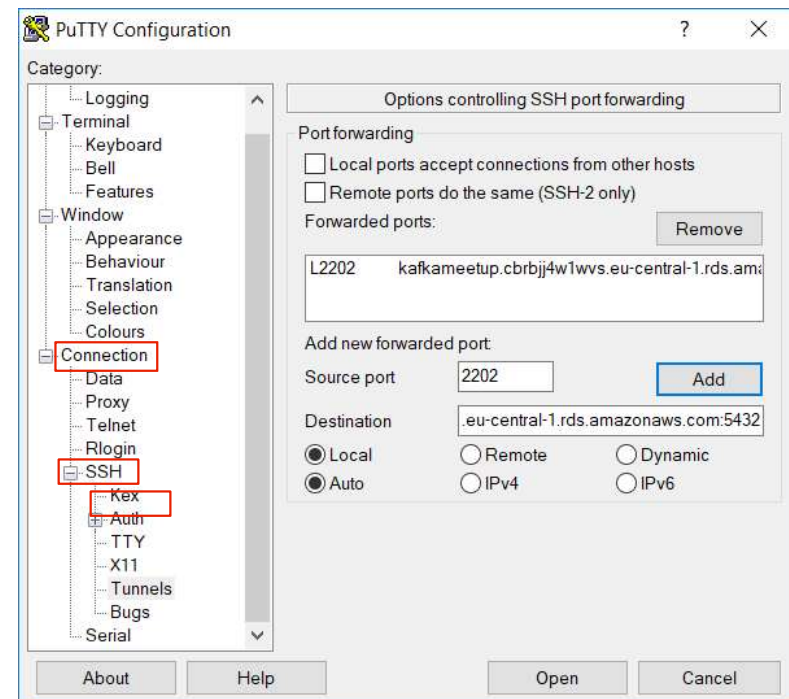 PuTTY Configuration
?
Category:
Logging
Terminal
Keyboard
Bell
Features
Window
Appearance
Behaviour
Translation
Selection
Colours
Connection
Data
Proxy
Telnet
Rlogin
SSH
Kex
Auth
TTY
X11
Tunnels
Bugs
Serial
Options controlling SSH port forwarding
Port forwarding
Local ports accept connections from other hosts
Remote ports do the same (SSH-2 only)
Forwarded ports:
Remove
L2202 kafkameetup.cbrbjj4w1wvs.eu-central-1.rds.ama
Add new forwarded port:
Source port 2202 Add
Destination .eu-central-1.rds.amazonaws.com:5432
Local Remote Dynamic
Auto IPv4 IPv6
About Help Open Cancel